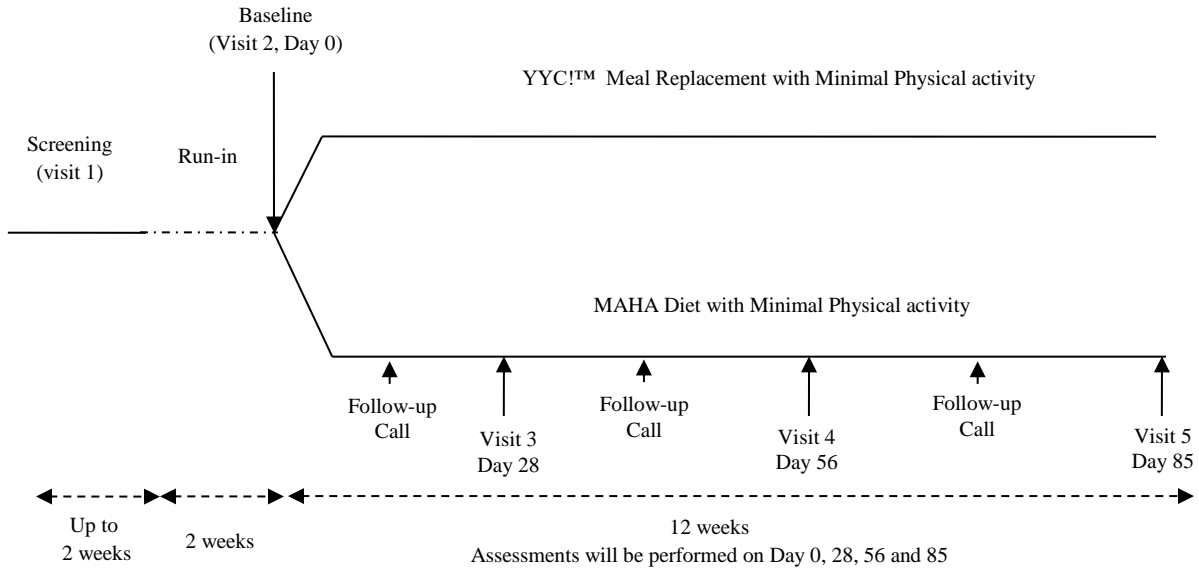 Baseline
(Visit 2, Day 0)
YYC!™ Meal Replacement with Minimal Physical activity
Screening
(visit 1)
Run-in
MAHA Diet with Minimal Physical activity
Follow-up
Call
Visit 3
Day 28
Follow-up
Call
Visit 4
Day 56
Follow-up
Call
Visit 5
Day 85
Up to
2 weeks
2 weeks
12 weeks
Assessments will be performed on Day 0, 28, 56 and 85